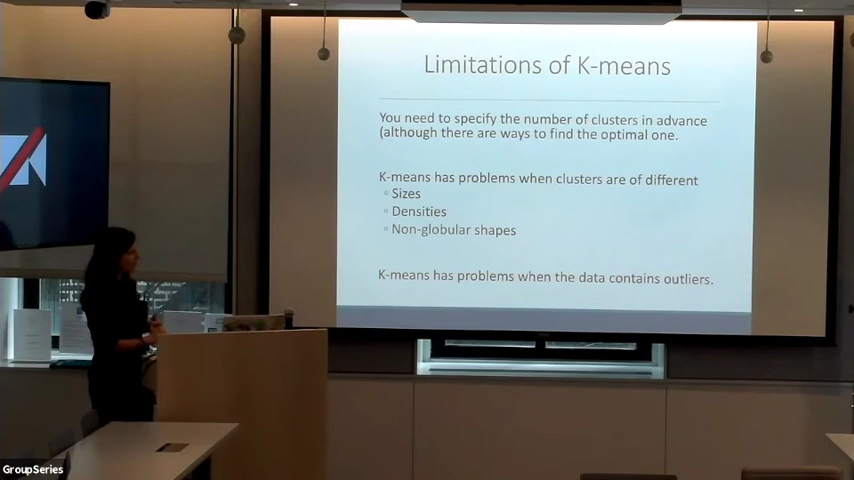 Limitations of K-means
You need to specify the number of clusters in advance
(although there are ways to find the optimal one.
K-means has problems when clusters are of different
Sizes
Densities
Non-globular shapes
K-means has problems when the data contains outliers.
GroupSeries